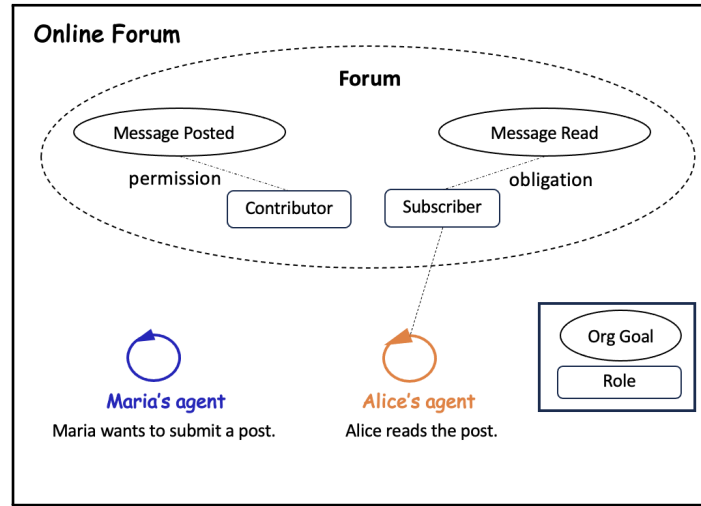 Online Forum
Forum
Message Posted
Message Read
permission
obligation
Contributor
Subscriber
Org Goal
Role
Maria's agent
Alice's agent
Maria wants to submit a post.
Alice reads the post.